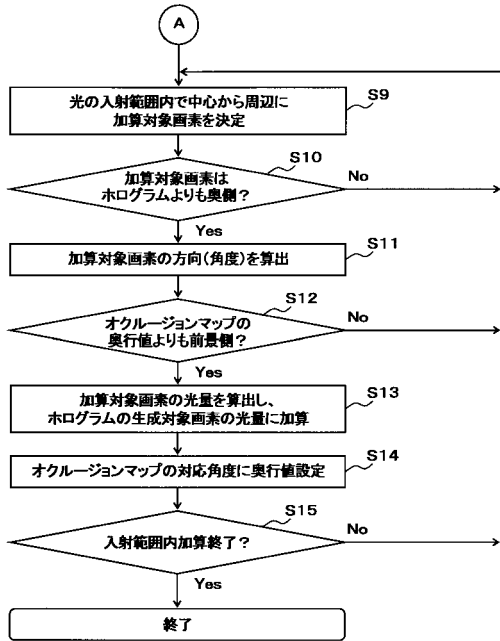 A
光の入射範囲内で中心から周辺に
加算対象画素を決定
S9
加算対象画素は
ホログラムよりも奥側？
S10
No
Yes
加算対象画素の方向(角度)を算出
S11
オクルージョンマップの
奥行値よりも前景側？
S12
No
Yes
加算対象画素の光量を算出し、
ホログラムの生成対象画素の光量に加算
S13
オクルージョンマップの対応角度に奥行値設定
S14
入射範囲内加算終了？
S15
No
Yes
終了